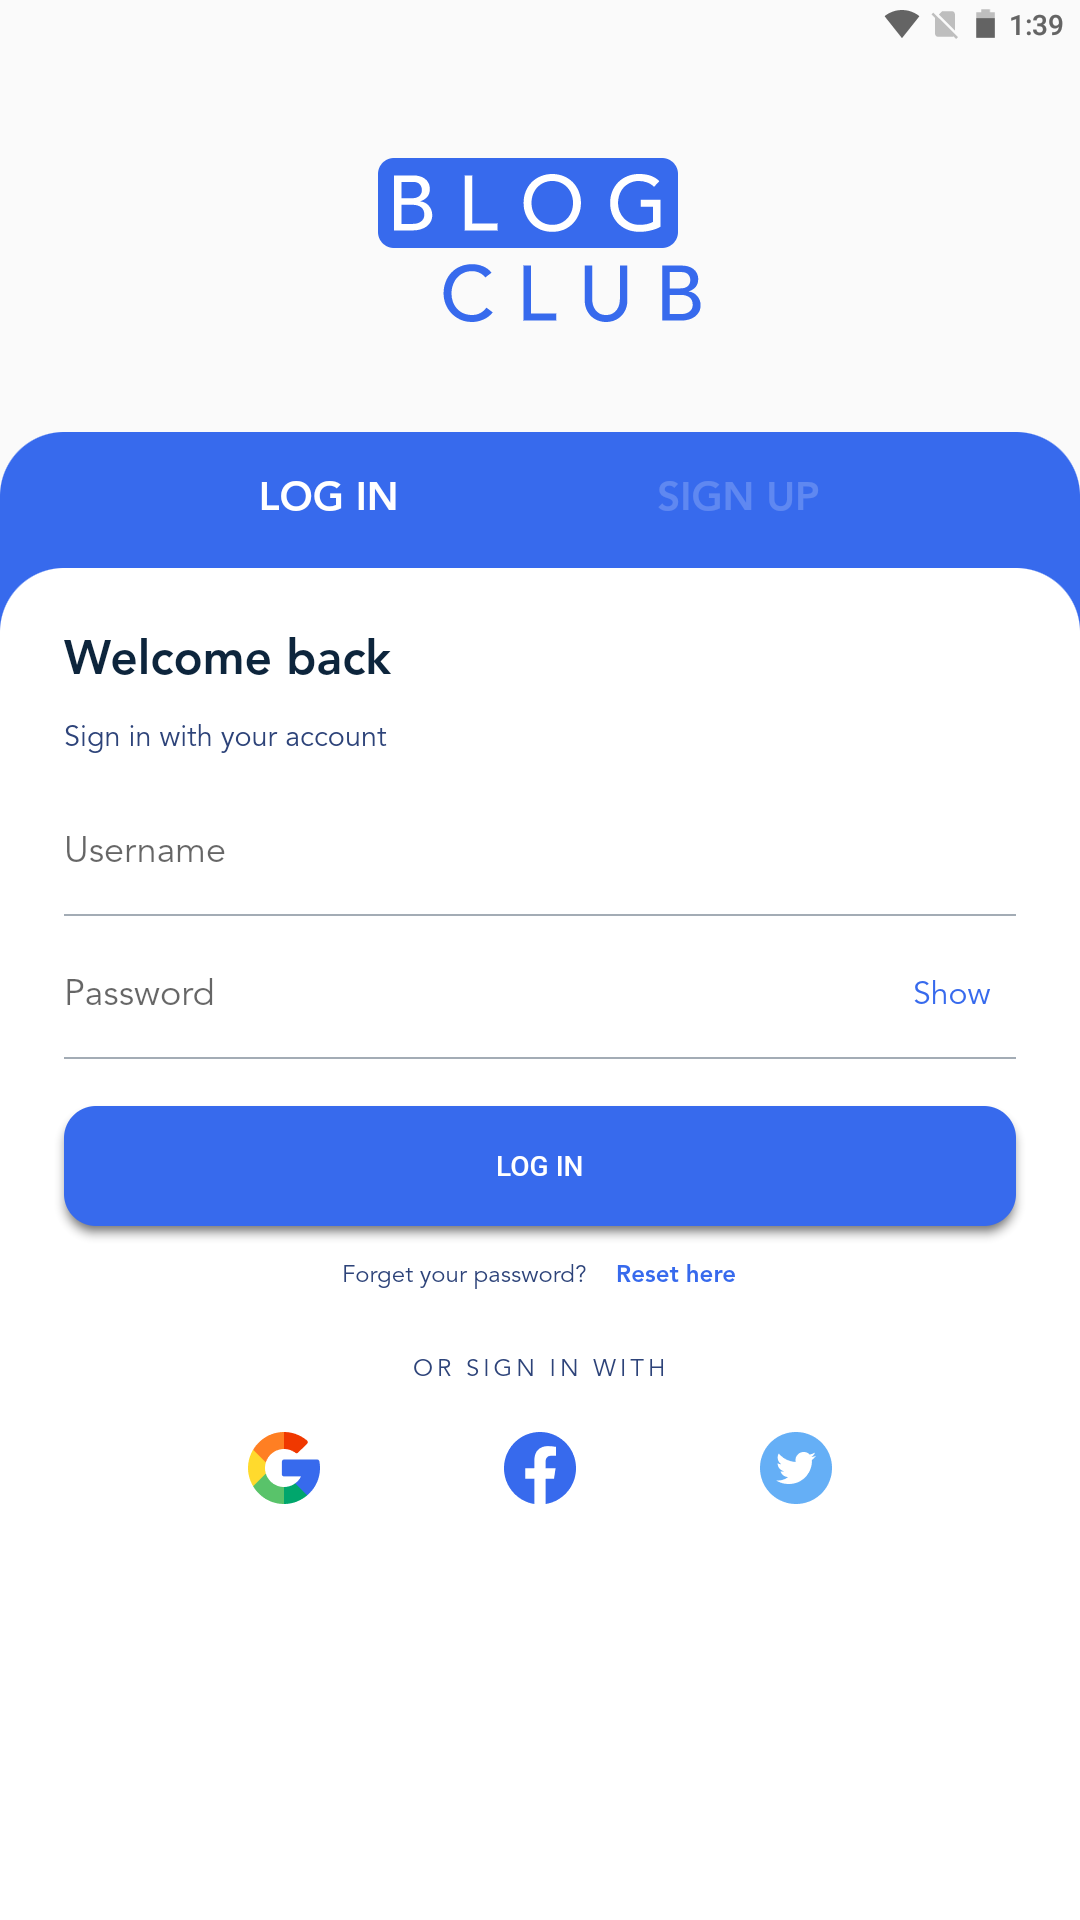 1:39
BLOG
CLUB
LOG IN SIGN UP
Welcome back
Sign in with your account
Username
Password Show
LOG IN
Forget your password? Reset here
OR SIGN IN WITH